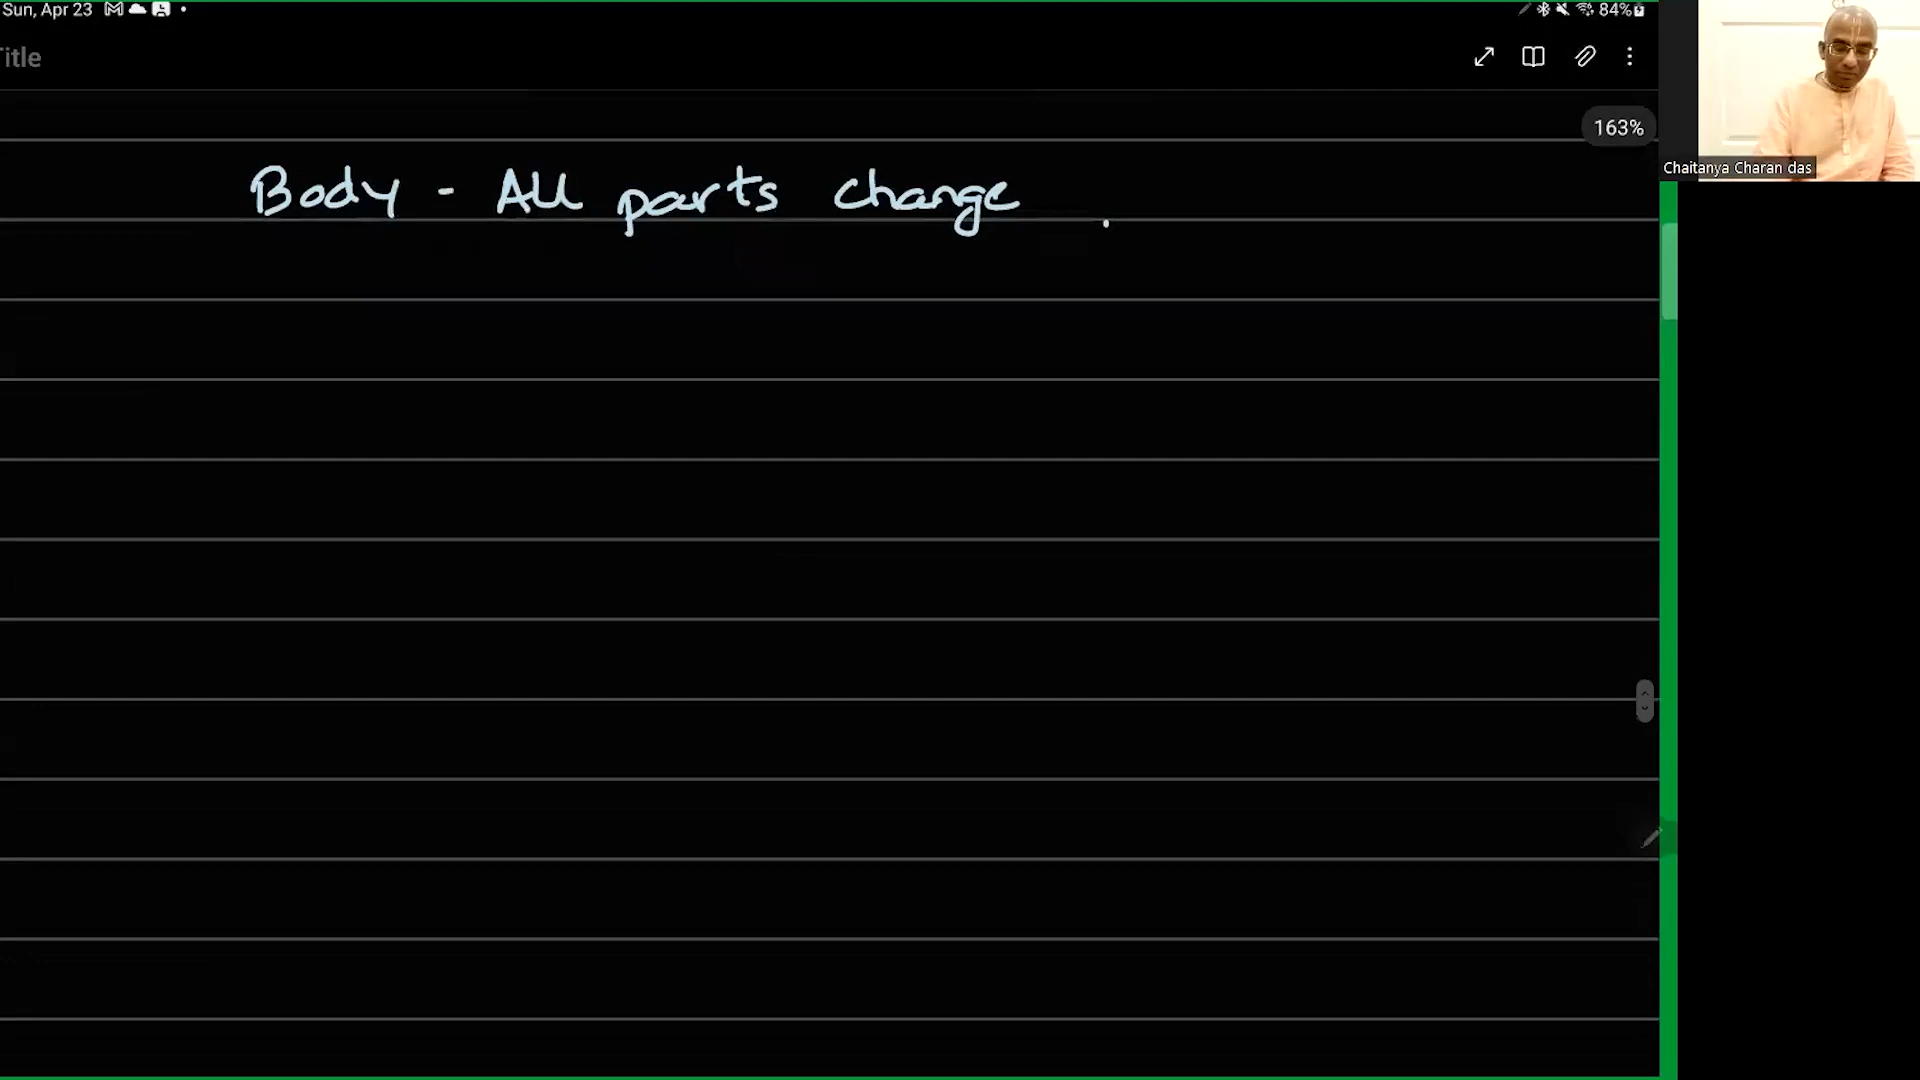 Sun, Apr 23
84%
Title
163%
Body - All parts change
Chaitanya Charan das